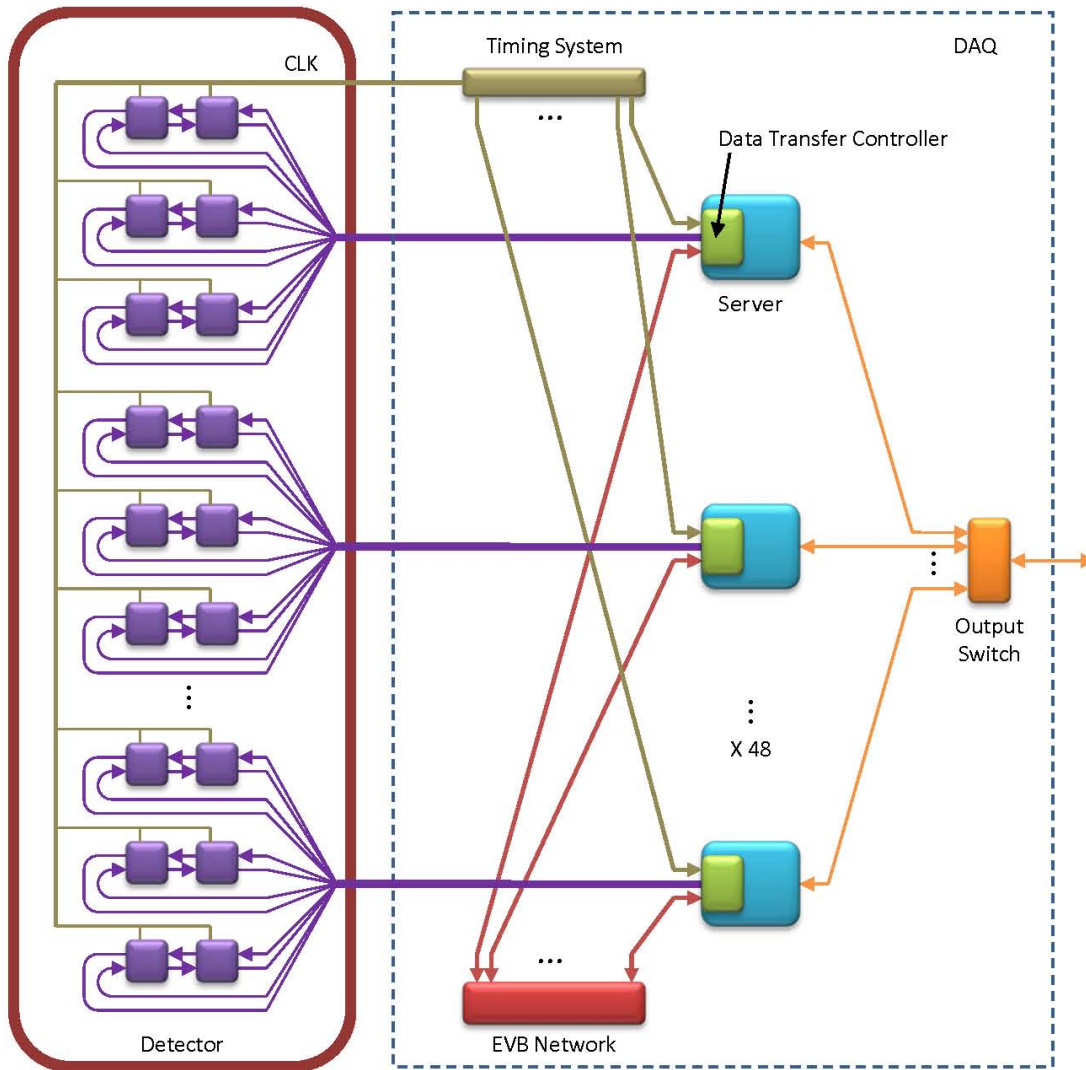 Timing System
DAQ
CLK
...
Data Transfer Controller
Server
...
Output
Switch
...
...
X 48
...
Detector
EVB Network